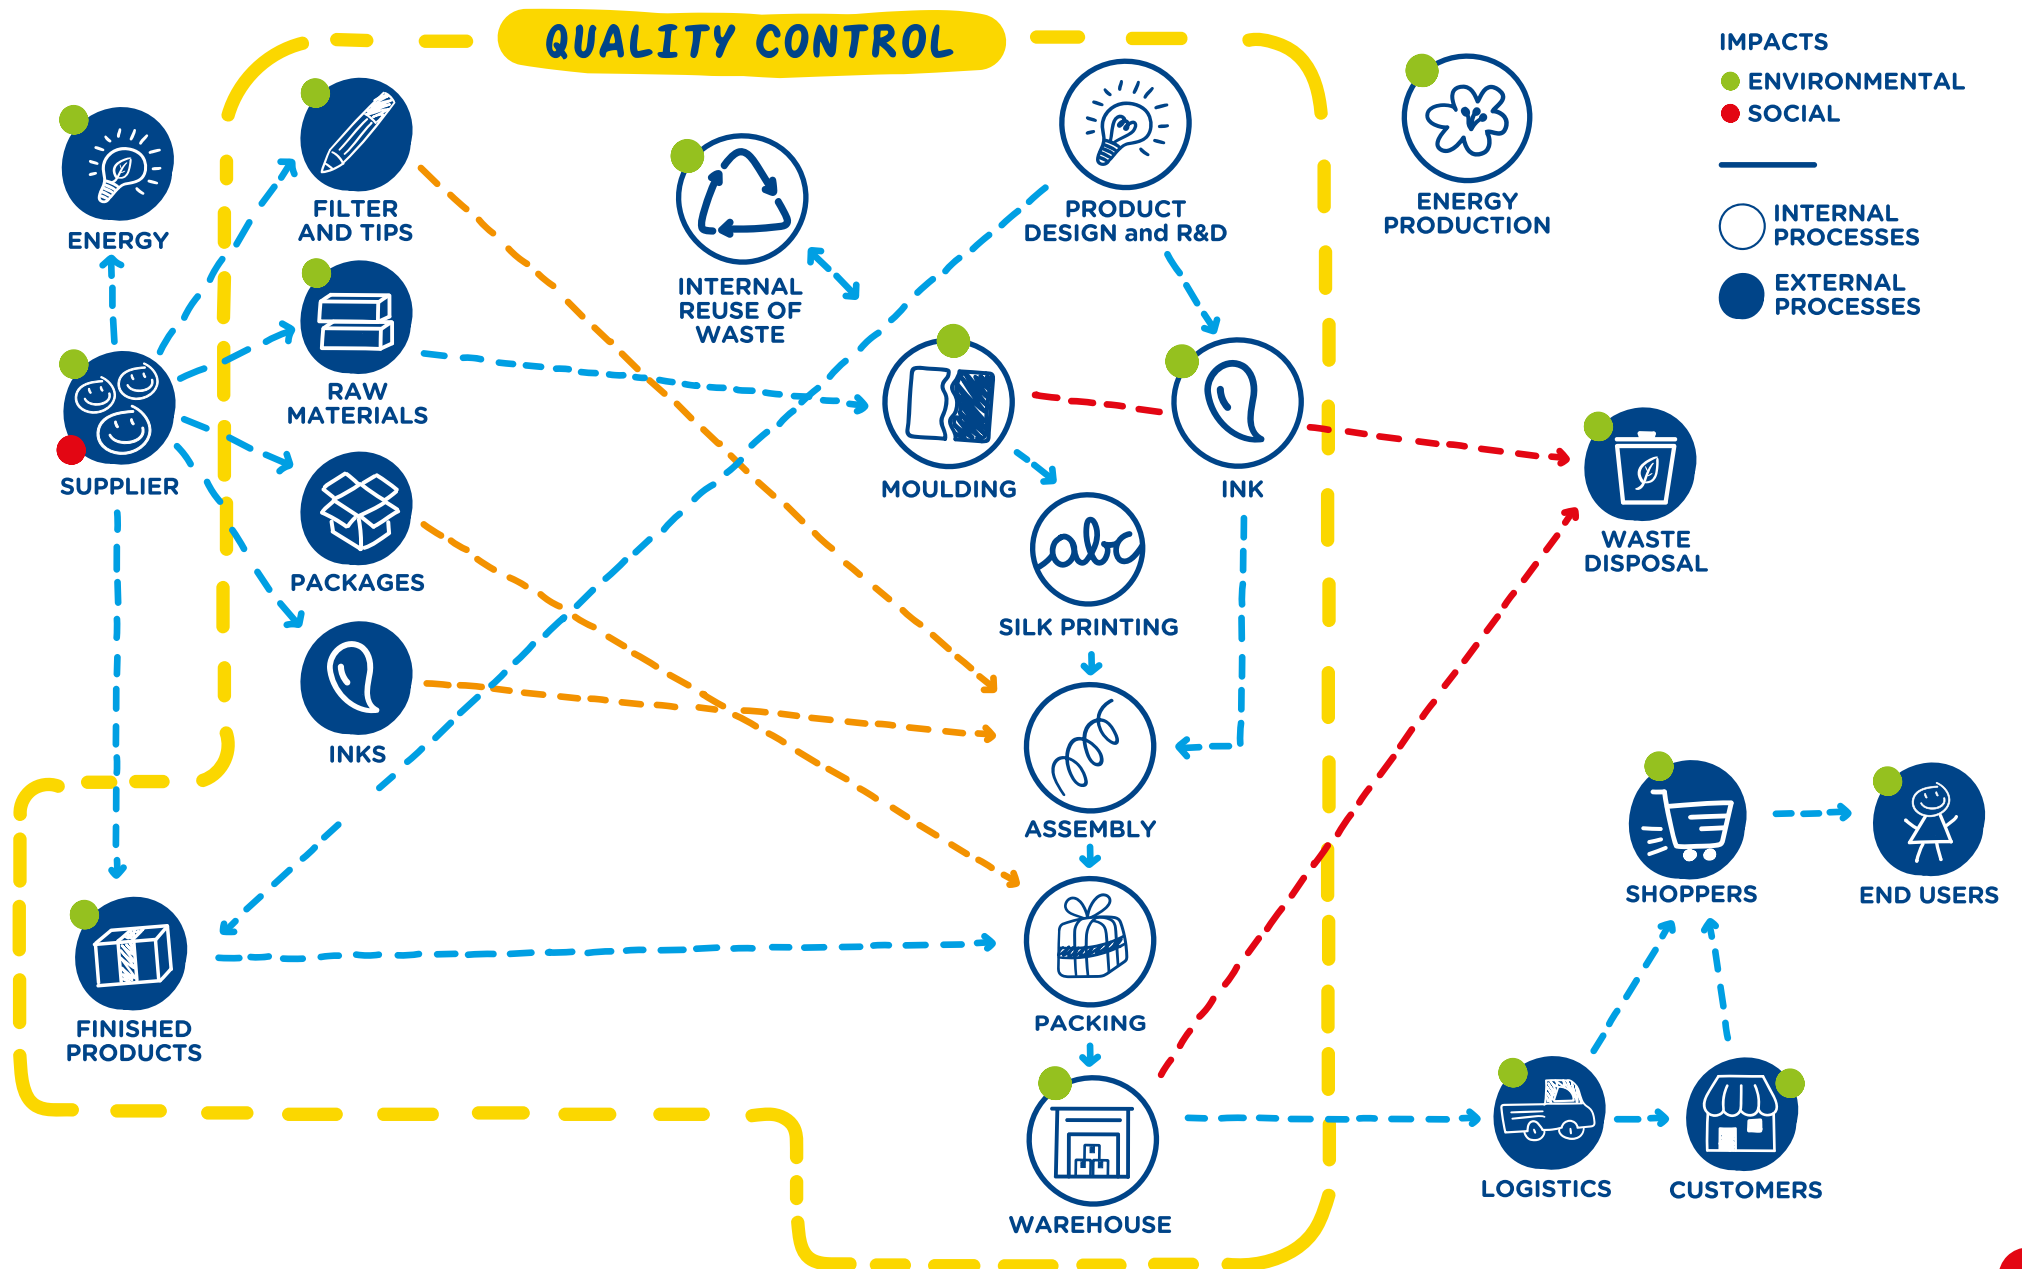 QUALITY CONTROL
IMPACTS
ENVIRONMENTAL
SOCIAL
INTERNAL
PROCESSES
EXTERNAL
PROCESSES
ENERGY
FILTER
AND TIPS
INTERNAL
REUSE OF
WASTE
PRODUCT
DESIGN and R&D
ENERGY
PRODUCTION
SUPPLIER
RAW
MATERIALS
MOULDING
INK
WASTE
DISPOSAL
PACKAGES
abc
SILK PRINTING
INKS
ASSEMBLY
SHOPPERS
END USERS
FINISHED
PRODUCTS
PACKING
WAREHOUSE
LOGISTICS
CUSTOMERS